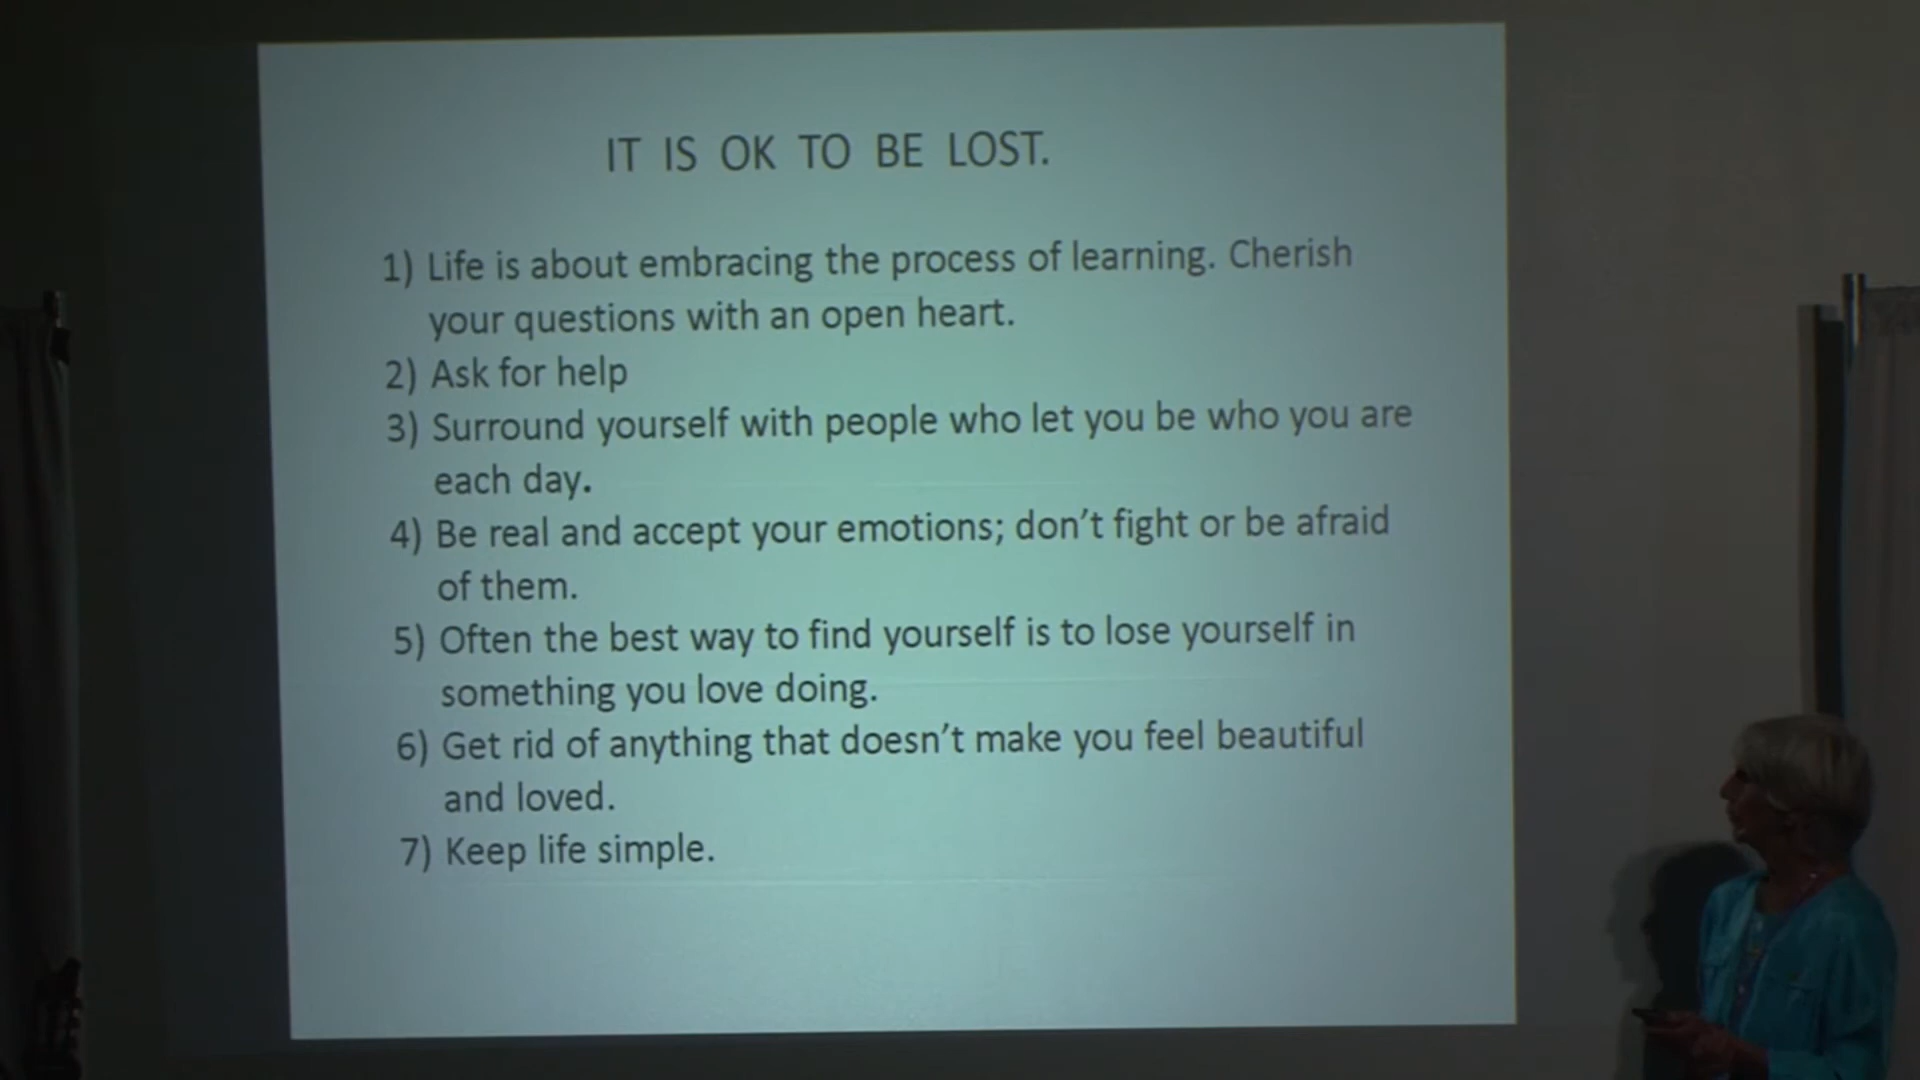 IT IS OK TO BE LOST.
1) Life is about embracing the process of learning. Cherish
your questions with an open heart.
2) Ask for help
3) Surround yourself with people who let you be who you are
each day.
4) Be real and accept your emotions; don't fight or be afraid
of them.
5) Often the best way to find yourself is to lose yourself in
something you love doing.
6) Get rid of anything that doesn't make you feel beautiful
and loved.
7) Keep life simple.